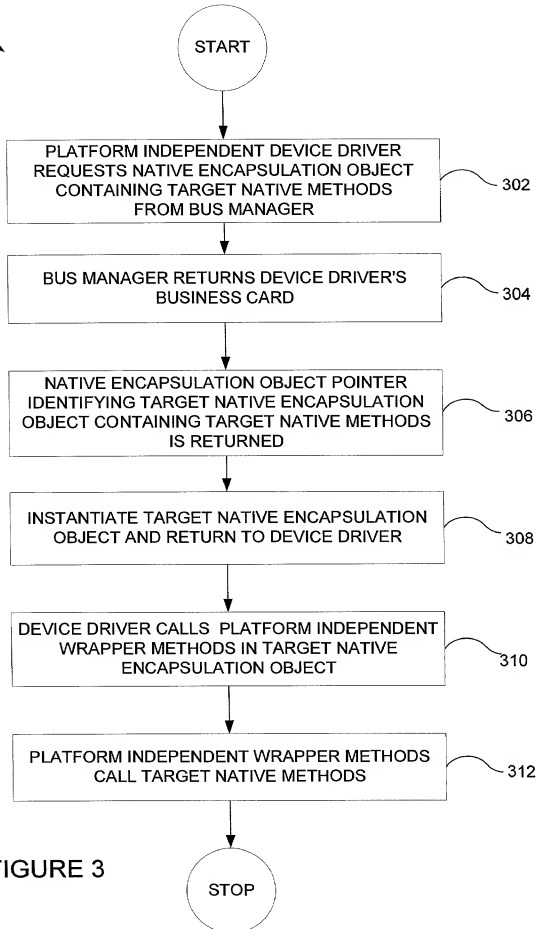 START
PLATFORM INDEPENDENT DEVICE DRIVER
REQUESTS NATIVE ENCAPSULATION OBJECT
CONTAINING TARGET NATIVE METHODS
FROM BUS MANAGER
302
BUS MANAGER RETURNS DEVICE DRIVER'S
BUSINESS CARD
304
NATIVE ENCAPSULATION OBJECT POINTER
IDENTIFYING TARGET NATIVE ENCAPSULATION
OBJECT CONTAINING TARGET NATIVE METHODS
IS RETURNED
306
INSTANTIATE TARGET NATIVE ENCAPSULATION
OBJECT AND RETURN TO DEVICE DRIVER
308
DEVICE DRIVER CALLS PLATFORM INDEPENDENT
WRAPPER METHODS IN TARGET NATIVE
ENCAPSULATION OBJECT
310
PLATFORM INDEPENDENT WRAPPER METHODS
CALL TARGET NATIVE METHODS
312
IGURE 3
STOP